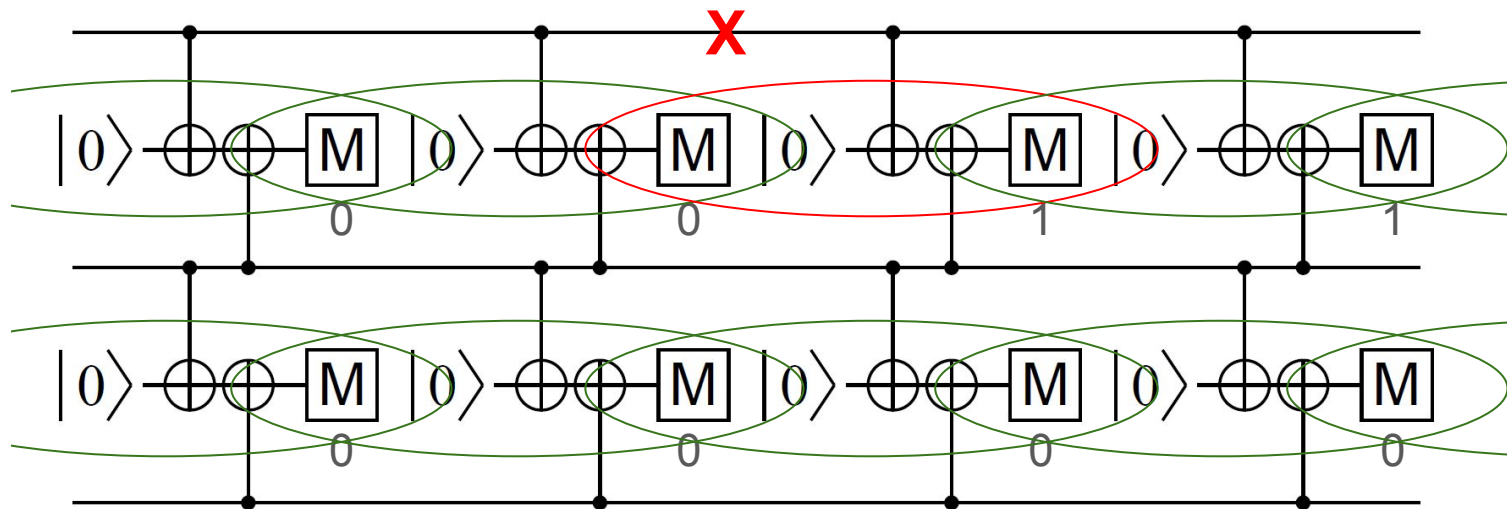 X
|0⟩ M |0⟩ M |0⟩ M |0⟩ M
0 0 1 1
|0⟩ M |0⟩ M |0⟩ M |0⟩ M
0 0 0 0